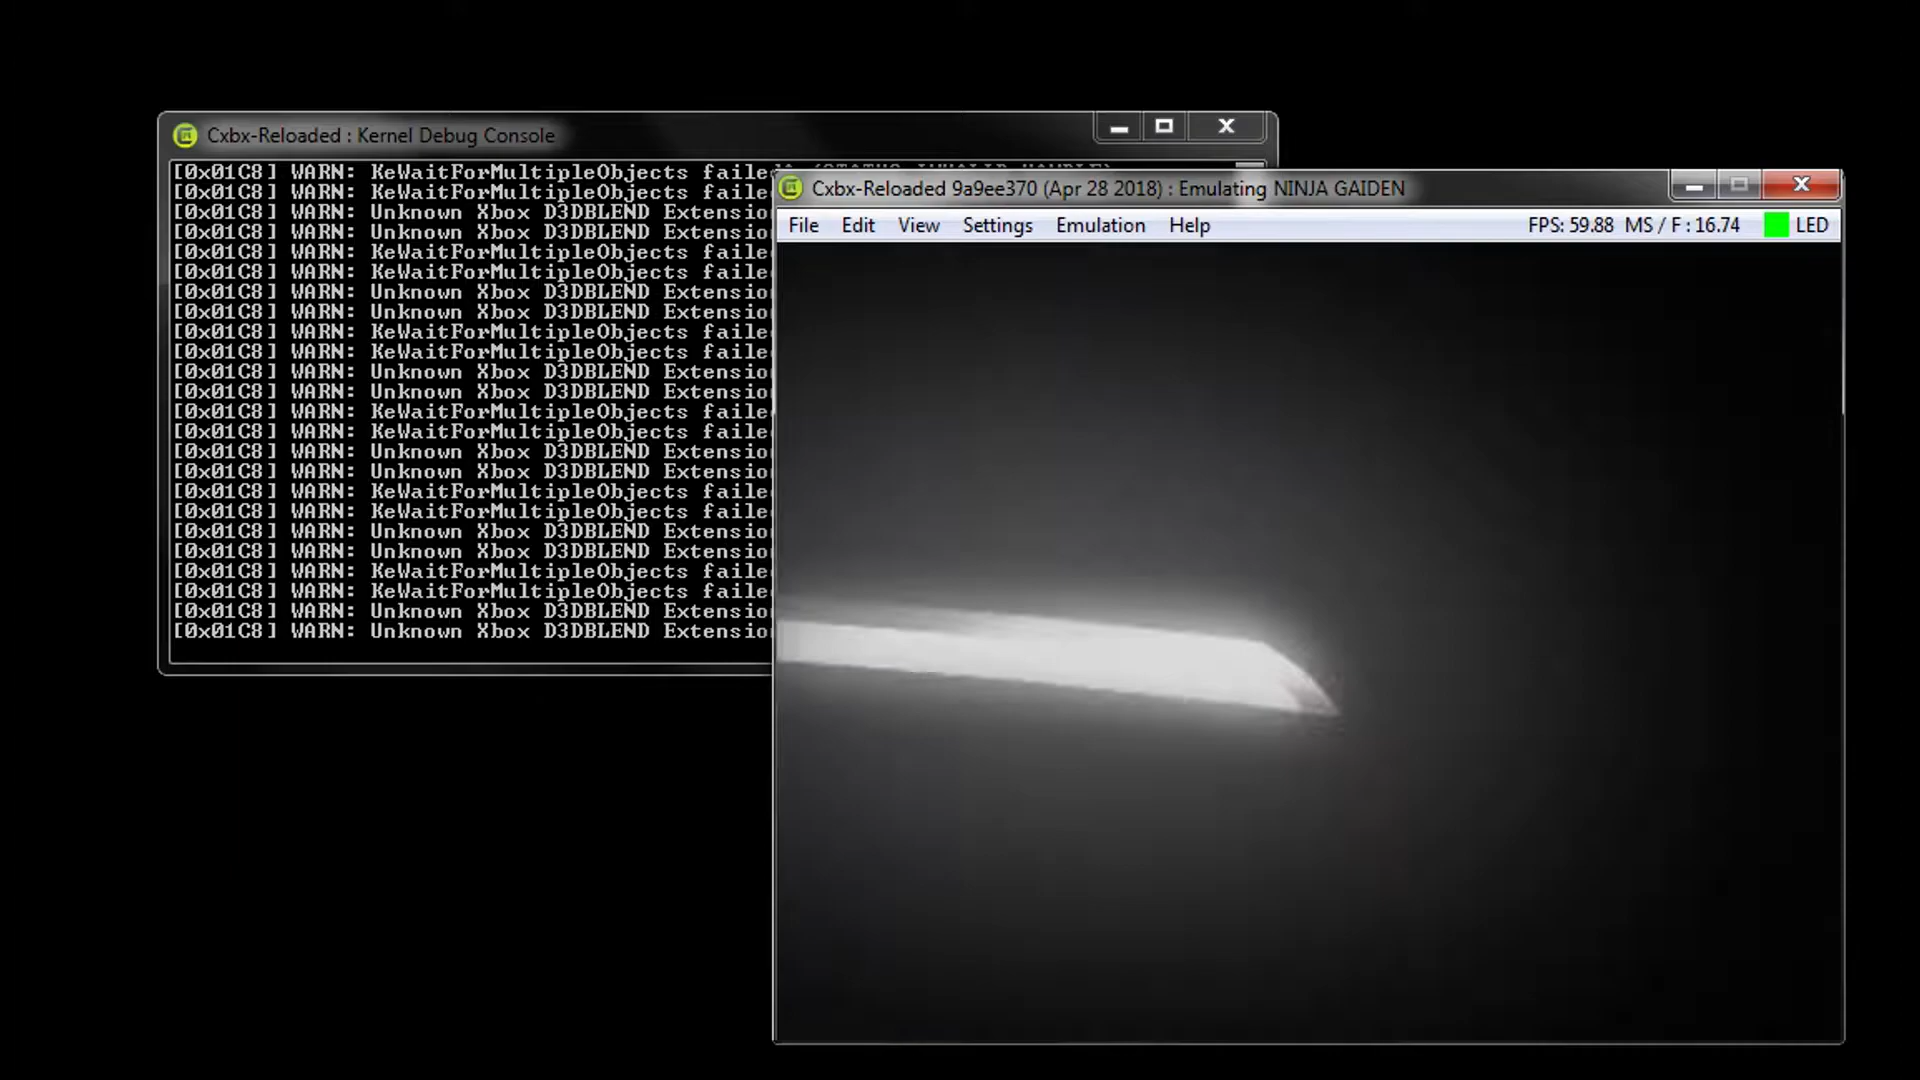 Cxbx-Reloaded : Kernel Debug Console
[0x01C8] WARN: KeWaitForMultipleObjects failed
[0x01C8] WARN: KeWaitForMultipleObjects faile
[0x01C8] WARN: Unknown Xbox D3DBLEND Extensio
[0x01C8] WARN: Unknown Xbox D3DBLEND Extensio
[0x01C8] WARN: KeWaitForMultipleObjects faile
[0x01C8] WARN: KeWaitForMultipleObjects faile
[0x01C8] WARN: Unknown Xbox D3DBLEND Extensio
[0x01C8] WARN: Unknown Xbox D3DBLEND Extensio
[0x01C8] WARN: KeWaitForMultipleObjects faile
[0x01C8] WARN: KeWaitForMultipleObjects faile
[0x01C8] WARN: Unknown Xbox D3DBLEND Extensio
[0x01C8] WARN: Unknown Xbox D3DBLEND Extensio
[0x01C8] WARN: KeWaitForMultipleObjects faile
[0x01C8] WARN: KeWaitForMultipleObjects faile
[0x01C8] WARN: Unknown Xbox D3DBLEND Extensio
[0x01C8] WARN: Unknown Xbox D3DBLEND Extensio
[0x01C8] WARN: KeWaitForMultipleObjects faile
[0x01C8] WARN: KeWaitForMultipleObjects faile
[0x01C8] WARN: Unknown Xbox D3DBLEND Extensio
[0x01C8] WARN: Unknown Xbox D3DBLEND Extensio
[0x01C8] WARN: KeWaitForMultipleObjects faile
[0x01C8] WARN: KeWaitForMultipleObjects faile
[0x01C8] WARN: Unknown Xbox D3DBLEND Extensio
[0x01C8] WARN: Unknown Xbox D3DBLEND Extensio
Cxbx-Reloaded 9a9ee370 (Apr 28 2018) : Emulating NINJA GAIDEN
File Edit View Settings Emulation Help FPS: 59.88 MS / F : 16.74 LED